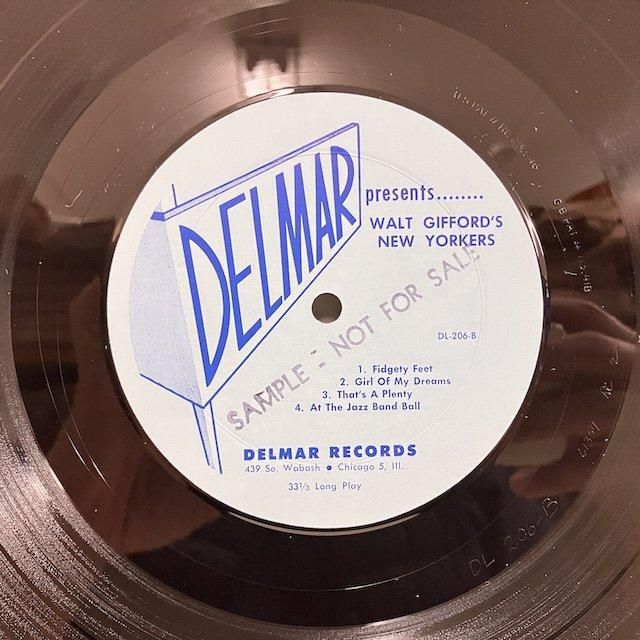 DELMAR
presents........
WALT GIFFORD'S
NEW YORKERS
SAMPLE - NOT FOR SALE
DL-206-B
1. Fidgety Feet
2. Girl Of My Dreams
3. That's A Plenty
4. At The Jazz Band Ball
DELMAR RECORDS
439 So. Wabash • Chicago 5, Ill.
33⅓ Long Play
DL 206-B